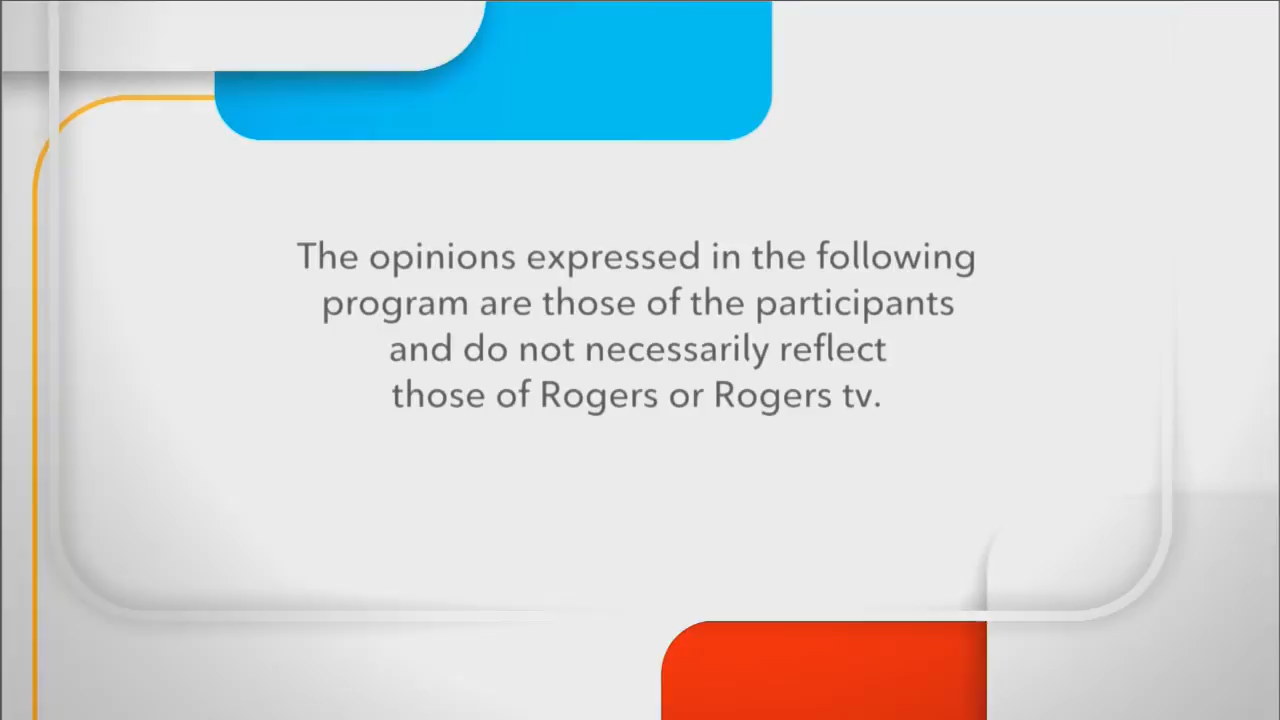 The opinions expressed in the following
program are those of the participants
and do not necessarily reflect
those of Rogers or Rogers tv.